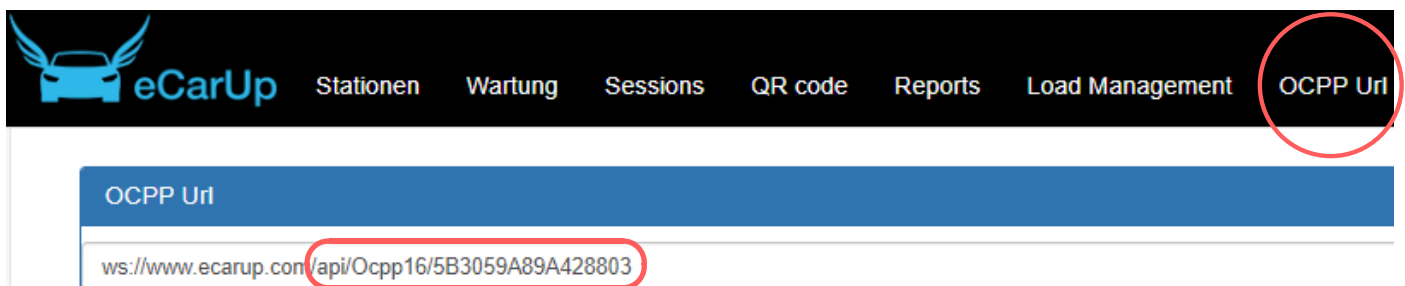 eCarUp Stationen Wartung Sessions QR code Reports Load Management OCPP Url
OCPP Url
ws://www.ecarup.com/api/Ocpp16/5B3059A89A428803